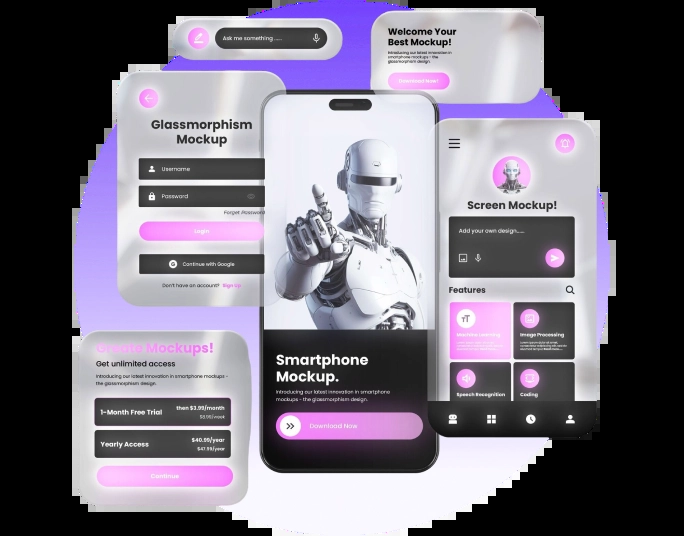 Ask me something .....
Welcome Your
Best Mockup!
Introducing our latest innovation in
smartphone mockups - the
glassmorphism design.
Download Now!
Glassmorphism
Mockup
Username
Password
Forget Password
Login
Continue with Google
Don't have an account? Sign Up
Create Mockups!
Get unlimited access
Introducing our latest innovation in smartphone mockups -
the glassmorphism design.
1-Month Free Trial
then $3.99/month
Yearly Access
$40.99/year
$47.99/year
Continue
Smartphone
Mockup.
Introducing our latest innovation in smartphone
mockups - the glassmorphism design.
Download Now
Screen Mockup!
Add your own design.....
Features
Machine Learning
Image Processing
Speech Recognition
Coding